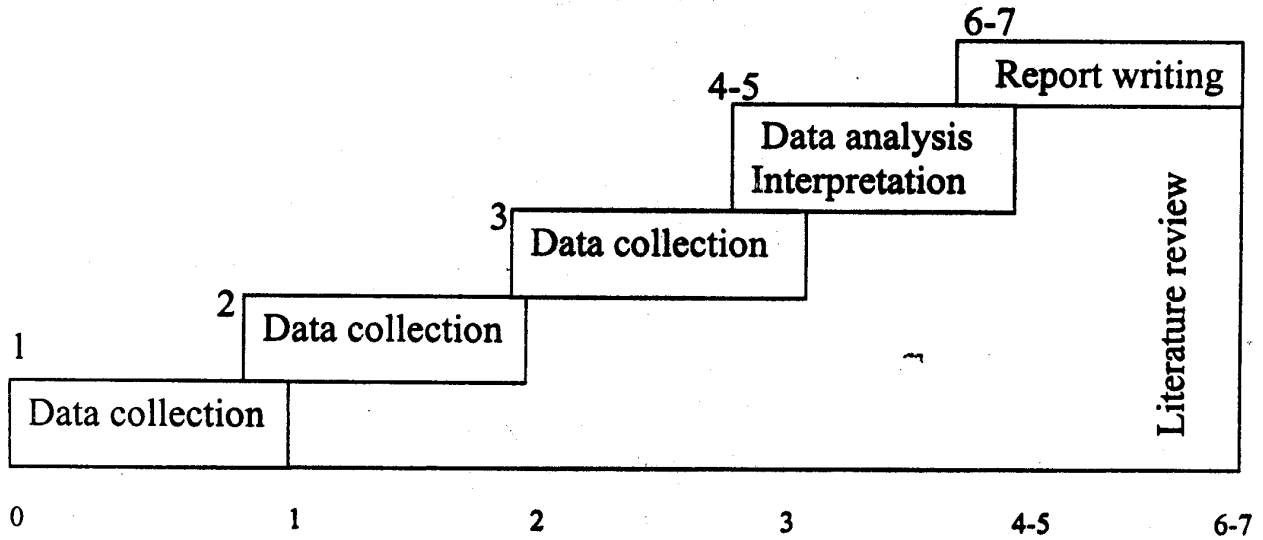 6-7
Report writing
4-5
Data analysis
Interpretation
3
Data collection
2
Data collection
1
Data collection
Literature review
0 1 2 3 4-5 6-7